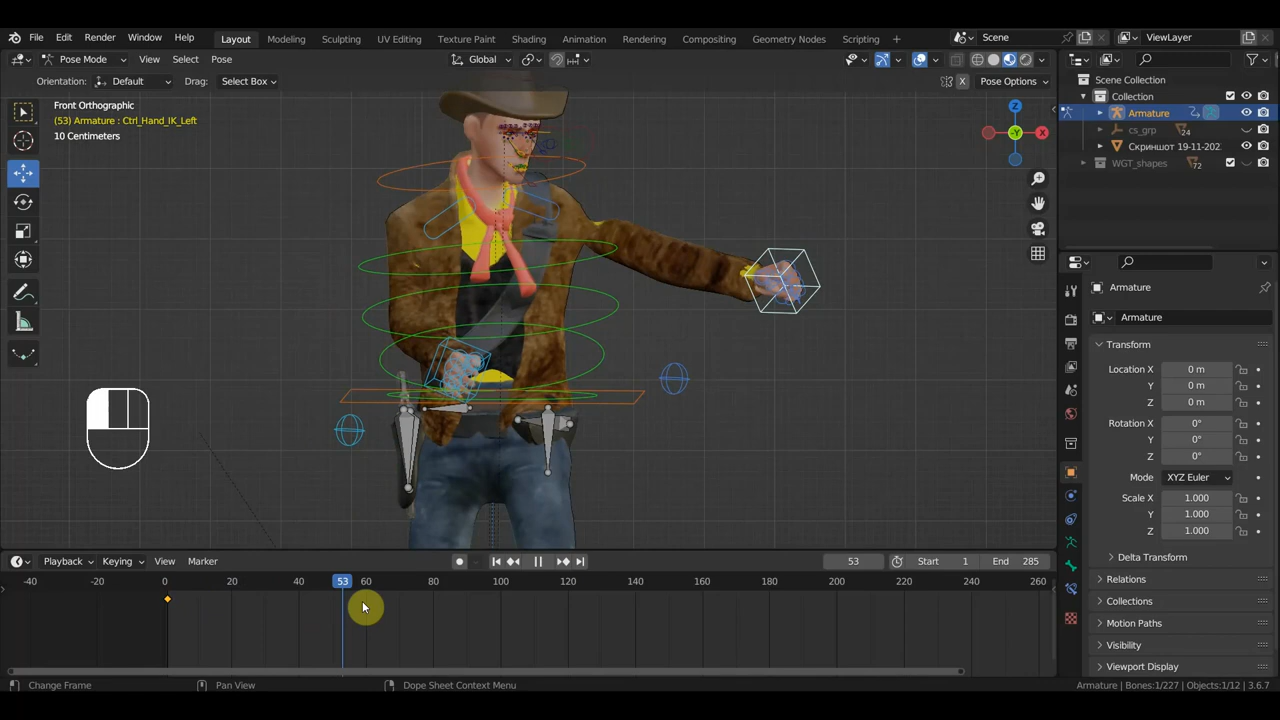 File Edit Render Window Help Layout Modeling Sculpting UV Editing Texture Paint Shading Animation Rendering Compositing Geometry Nodes Scripting + Scene ViewLayer
Pose Mode View Select Pose Global
Orientation: Default Drag: Select Box X Pose Options
Front Orthographic
(53) Armature : Ctrl_Hand_IK_Left
10 Centimeters
Z
X
-Y
Scene Collection
Collection
Armature
cs_grp 24
Скриншот 19-11-202
WGT_shapes 72
Armature
Armature
Transform
Location X 0 m
Y 0 m
Z 0 m
Rotation X 0°
Y 0°
Z 0°
Mode XYZ Euler
Scale X 1.000
Y 1.000
Z 1.000
Delta Transform
Relations
Collections
Motion Paths
Visibility
Viewport Display
Playback Keying View Marker 53 Start 1 End 285
-40 -20 0 20 40 53 60 80 100 120 140 160 180 200 220 240 260
Change Frame Pan View Dope Sheet Context Menu Armature | Bones:1/227 | Objects:1/12 | 3.6.7